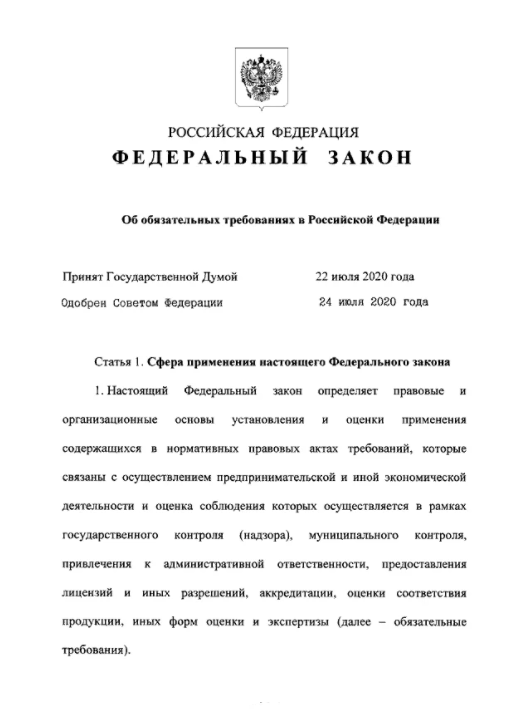 РОССИЙСКАЯ ФЕДЕРАЦИЯ
ФЕДЕРАЛЬНЫЙ ЗАКОН
Об обязательных требованиях в Российской Федерации
Принят Государственной Думой 22 июля 2020 года
Одобрен Советом Федерации 24 июля 2020 года
Статья 1. Сфера применения настоящего Федерального закона
1. Настоящий Федеральный закон определяет правовые и
организационные основы установления и оценки применения
содержащихся в нормативных правовых актах требований, которые
связаны с осуществлением предпринимательской и иной экономической
деятельности и оценка соблюдения которых осуществляется в рамках
государственного контроля (надзора), муниципального контроля,
привлечения к административной ответственности, предоставления
лицензий и иных разрешений, аккредитации, оценки соответствия
продукции, иных форм оценки и экспертизы (далее – обязательные
требования).